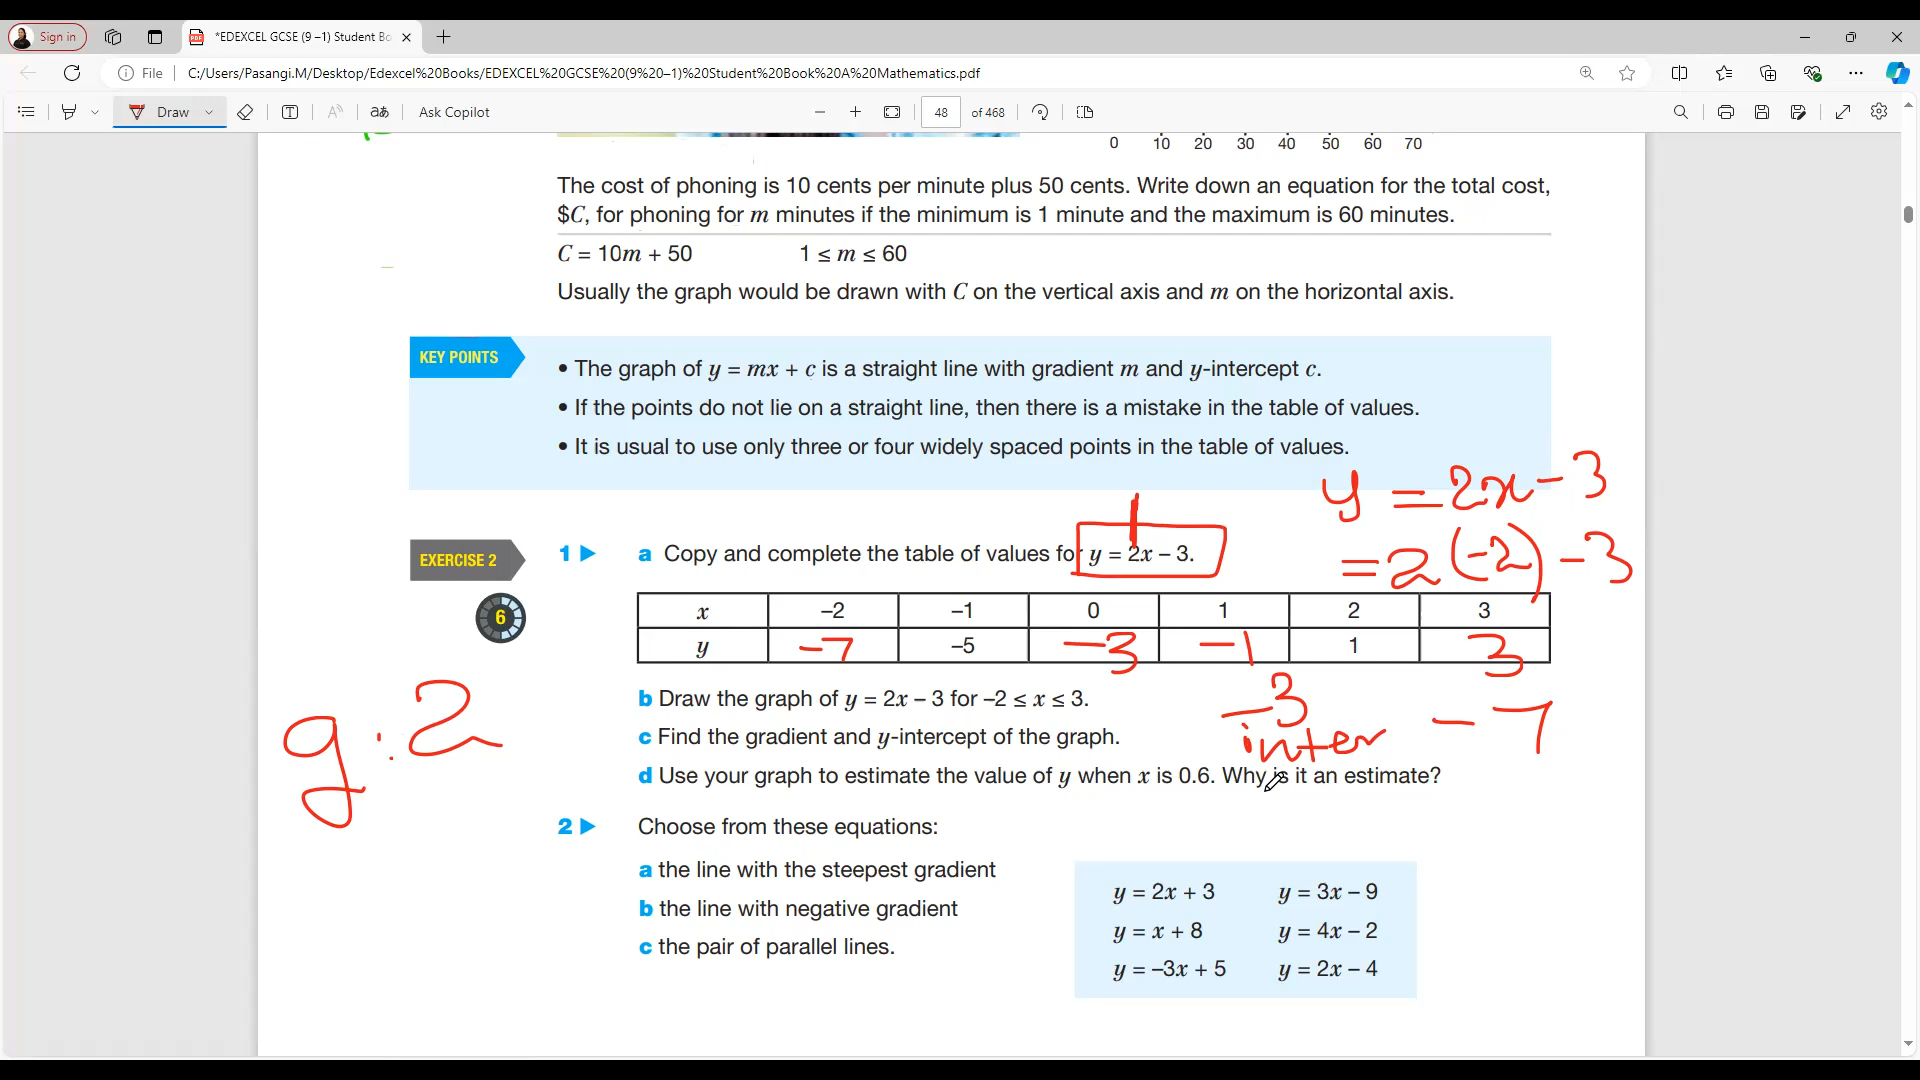 Sign in
*EDEXCEL GCSE (9 –1) Student Bo
File
C:/Users/Pasangi.M/Desktop/Edexcel%20Books/EDEXCEL%20GCSE%20(9%20–1)%20Student%20Book%20A%20Mathematics.pdf
Draw
Ask Copilot
48 of 468
0 10 20 30 40 50 60 70
The cost of phoning is 10 cents per minute plus 50 cents. Write down an equation for the total cost,
$C, for phoning for m minutes if the minimum is 1 minute and the maximum is 60 minutes.
C = 10m + 50 1 ≤ m ≤ 60
Usually the graph would be drawn with C on the vertical axis and m on the horizontal axis.
KEY POINTS
• The graph of y = mx + c is a straight line with gradient m and y-intercept c.
• If the points do not lie on a straight line, then there is a mistake in the table of values.
• It is usual to use only three or four widely spaced points in the table of values.
y = 2x - 3
EXERCISE 2
1 ▶ a Copy and complete the table of values for y = 2x – 3.
= 2 (-2) - 3
6
x –2 –1 0 1 2 3
y -7 –5 -3 -1 1 3
b Draw the graph of y = 2x – 3 for –2 ≤ x ≤ 3.
-3
inter
-7
g : 2
c Find the gradient and y-intercept of the graph.
d Use your graph to estimate the value of y when x is 0.6. Why is it an estimate?
2 ▶ Choose from these equations:
a the line with the steepest gradient
b the line with negative gradient
c the pair of parallel lines.
y = 2x + 3 y = 3x – 9
y = x + 8 y = 4x – 2
y = –3x + 5 y = 2x – 4